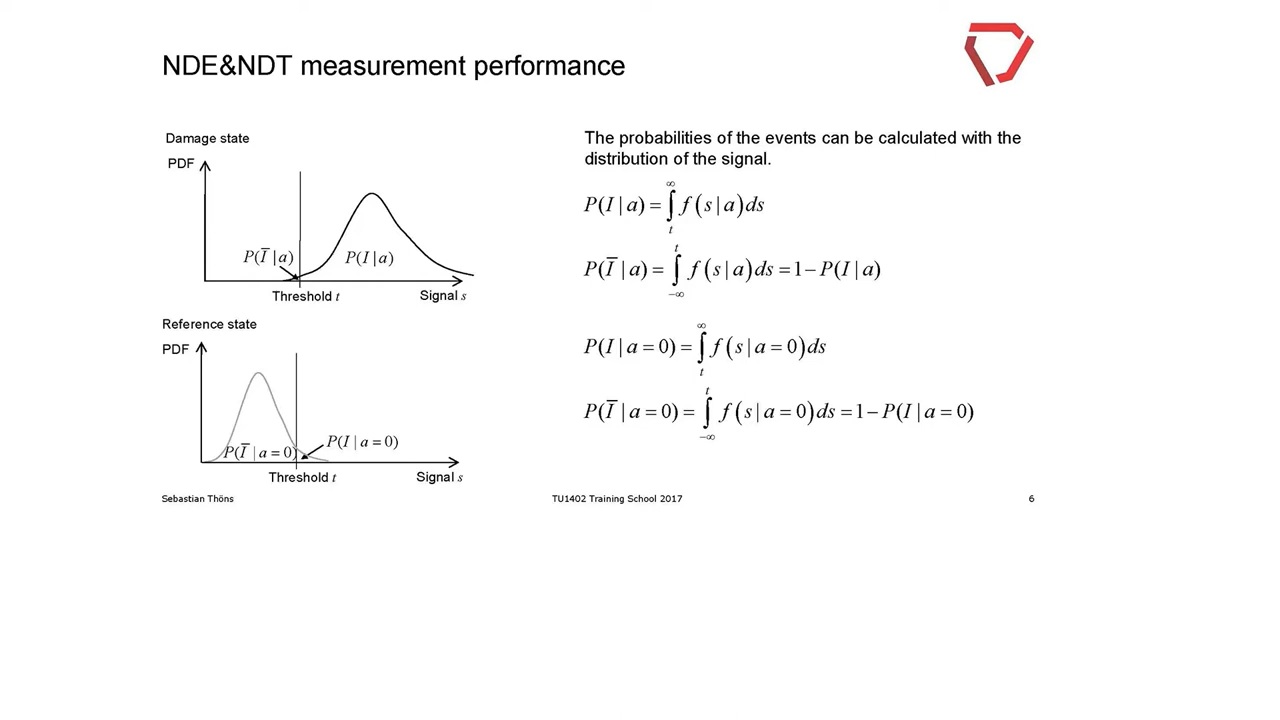 NDE&NDT measurement performance
Damage state
PDF
P(I̅ | a)
P(I | a)
Threshold t
Signal s
Reference state
PDF
P(I̅ | a = 0)
P(I | a = 0)
Threshold t
Signal s
The probabilities of the events can be calculated with the
distribution of the signal.
P(I | a) = ∫_t^∞ f(s | a) ds
P(I̅ | a) = ∫_{-∞}^t f(s | a) ds = 1 − P(I | a)
P(I | a = 0) = ∫_t^∞ f(s | a = 0) ds
P(I̅ | a = 0) = ∫_{-∞}^t f(s | a = 0) ds = 1 − P(I | a = 0)
Sebastian Thöns
TU1402 Training School 2017
6